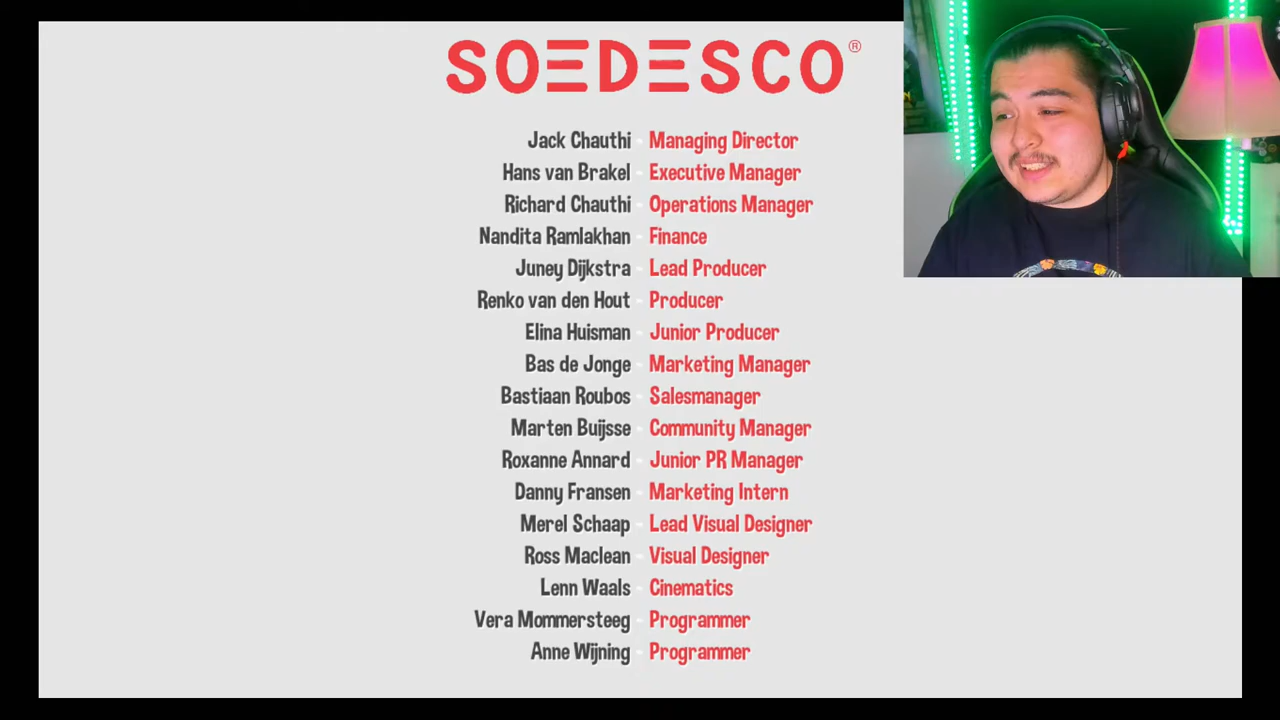 SOEDESCO®
Jack Chauthi - Managing Director
Hans van Brakel - Executive Manager
Richard Chauthi - Operations Manager
Nandita Ramlakhan - Finance
Juney Dijkstra - Lead Producer
Renko van den Hout - Producer
Elina Huisman - Junior Producer
Bas de Jonge - Marketing Manager
Bastiaan Roubos - Salesmanager
Marten Buijsse - Community Manager
Roxanne Annard - Junior PR Manager
Danny Fransen - Marketing Intern
Merel Schaap - Lead Visual Designer
Ross Maclean - Visual Designer
Lenn Waals - Cinematics
Vera Mommersteeg - Programmer
Anne Wijning - Programmer